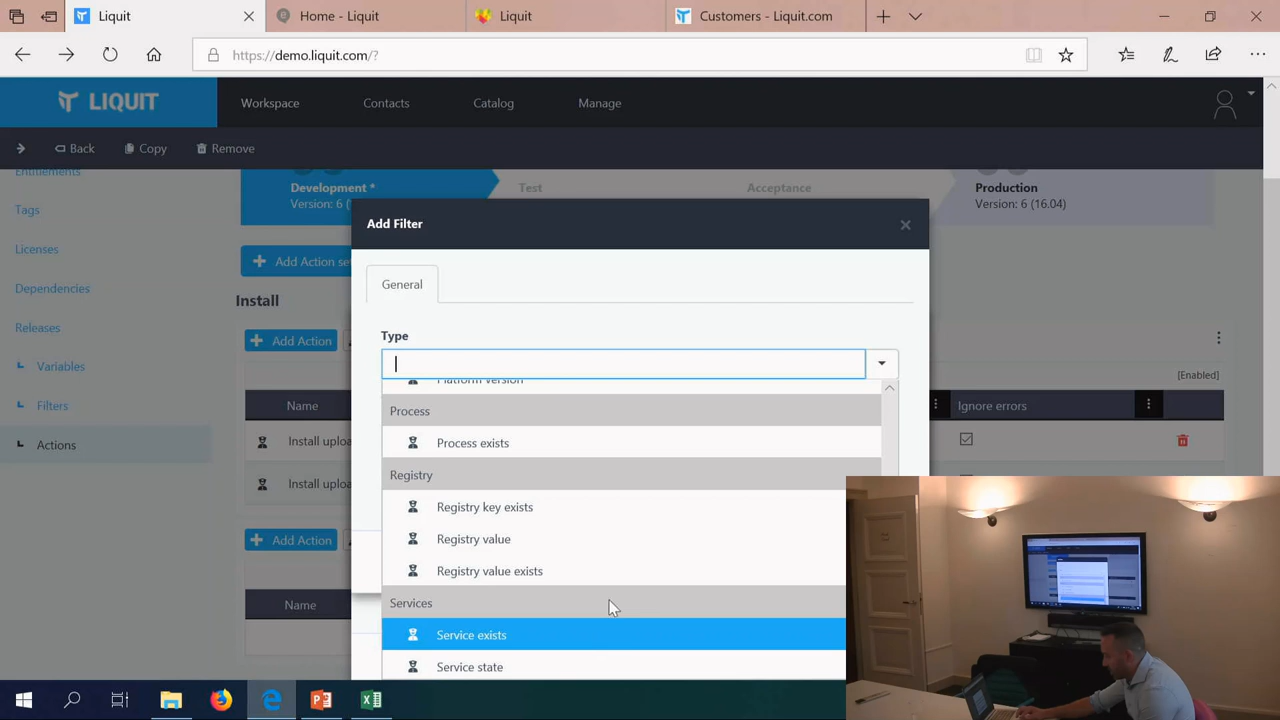 Liquit
Home - Liquit
Liquit
Customers - Liquit.com
https://demo.liquit.com/?
LIQUIT
Workspace
Contacts
Catalog
Manage
Back
Copy
Remove
Entitlements
Tags
Licenses
Dependencies
Releases
Variables
Filters
Actions
Development *
Version: 6 (
Test
Acceptance
Production
Version: 6 (16.04)
Add Action se
Install
Add Action
[Enabled]
Name
Ignore errors
Install uploa
Install uploa
Add Action
Name
Add Filter
General
Type
Platform version
Process
Process exists
Registry
Registry key exists
Registry value
Registry value exists
Services
Service exists
Service state